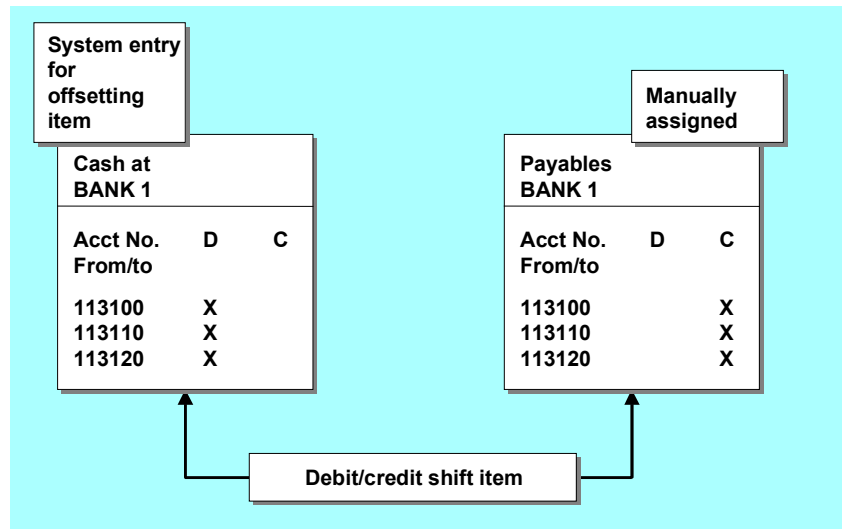 System entry
for
offsetting
item
Manually
assigned
Cash at
BANK 1
Acct No. D C
From/to
113100 X
113110 X
113120 X
Payables
BANK 1
Acct No. D C
From/to
113100 X
113110 X
113120 X
Debit/credit shift item